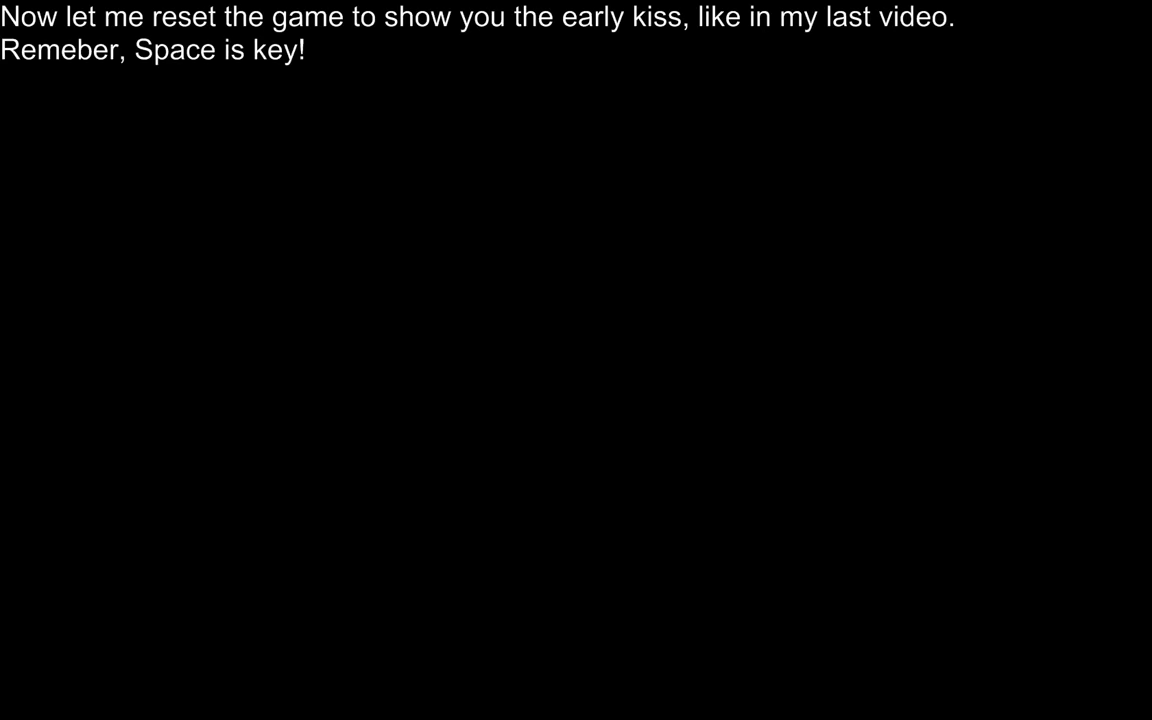 Now let me reset the game to show you the early kiss, like in my last video.
Remeber, Space is key!